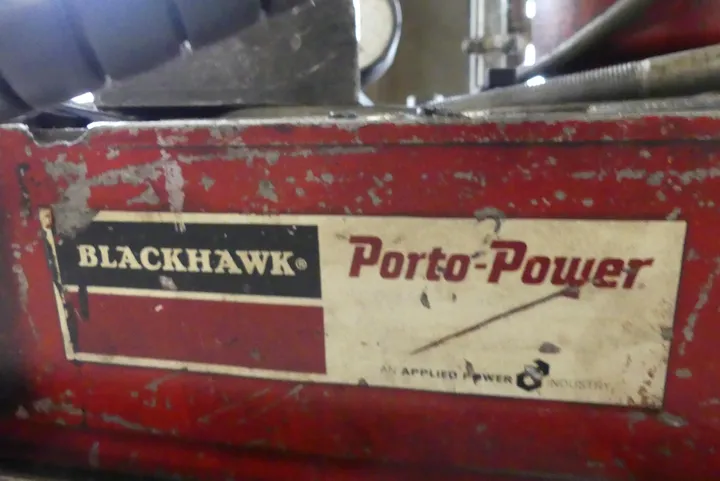 BLACKHAWK®
Porto-Power
AN APPLIED POWER INDUSTRY